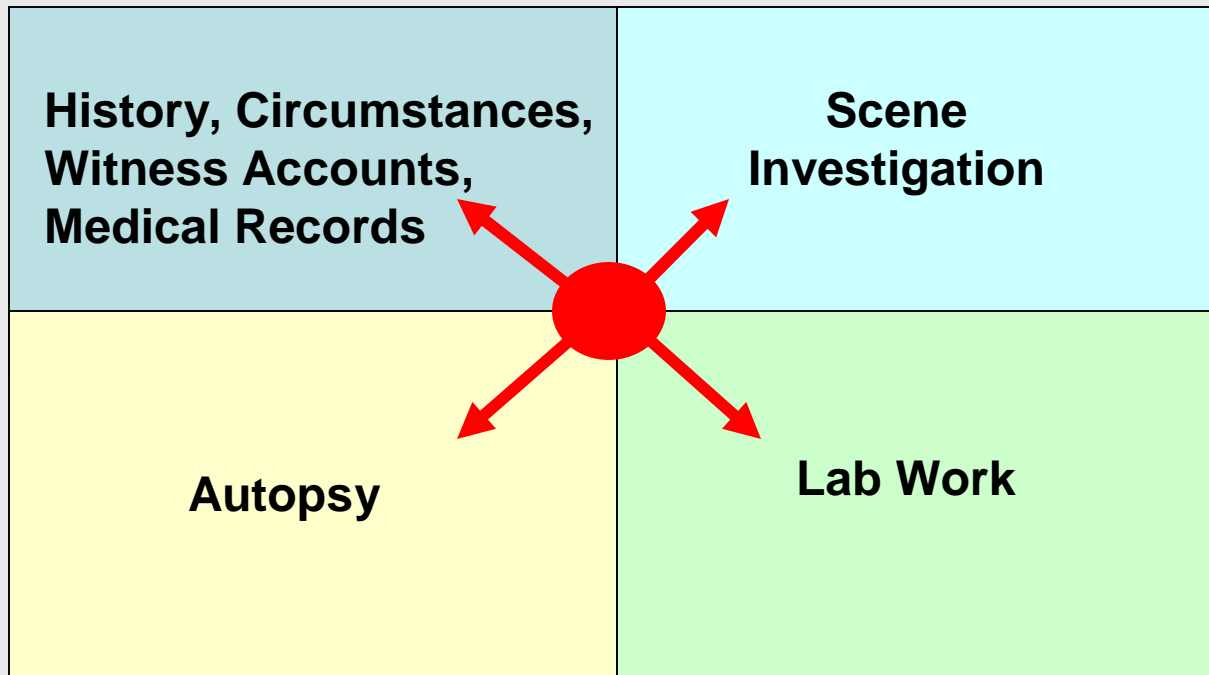 History, Circumstances,
Witness Accounts,
Medical Records
Scene
Investigation
Autopsy
Lab Work